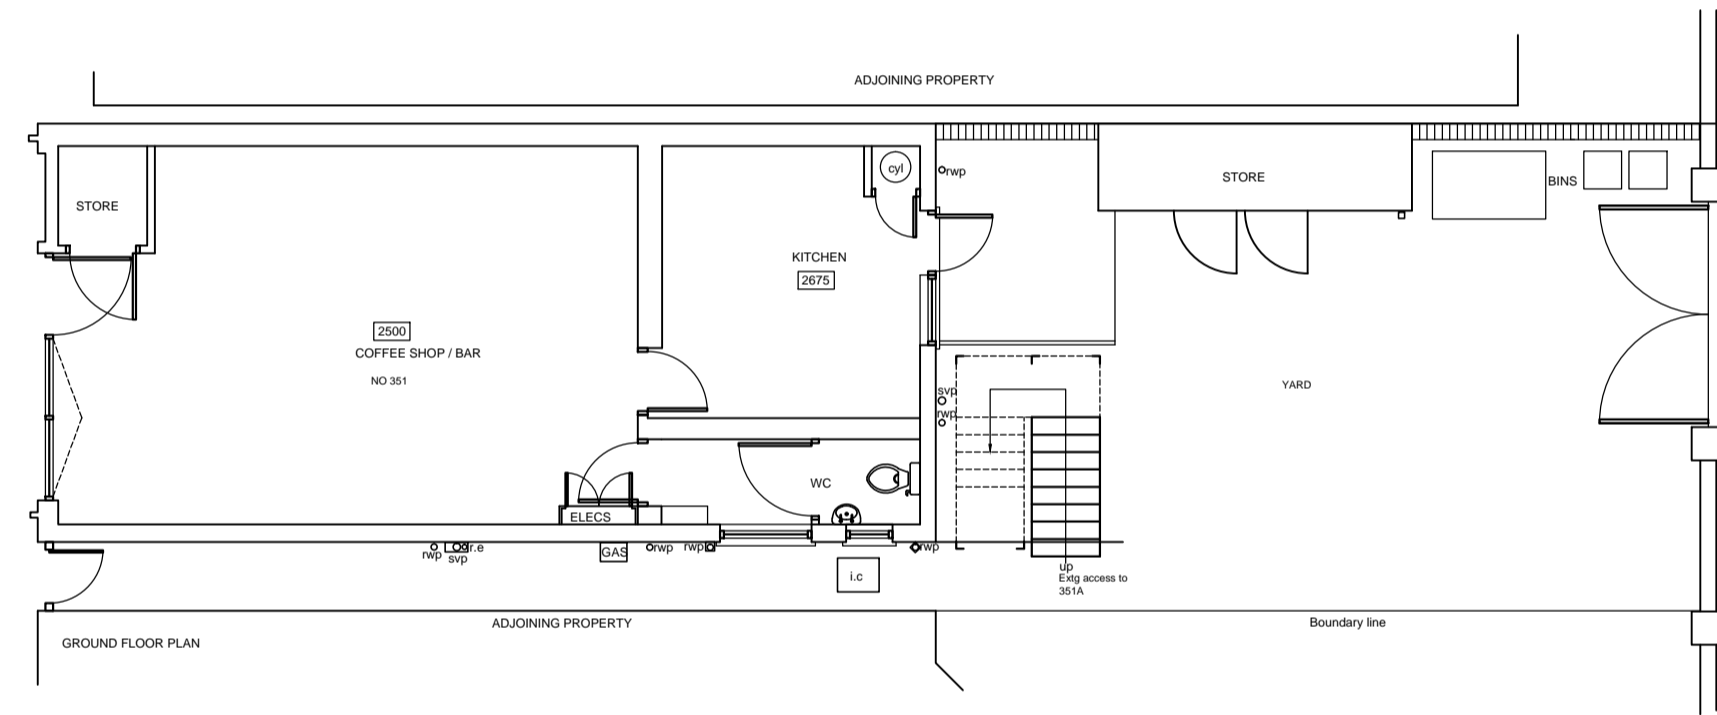 ADJOINING PROPERTY
cyl
rwp
STORE
BINS
STORE
KITCHEN
2675
2500
COFFEE SHOP / BAR
NO 351
YARD
svp
rwp
WC
ELECS
rwp
svp
r.e
GAS
rwp
rwp
rwp
i.c
up
Extg access to
351A
ADJOINING PROPERTY
Boundary line
GROUND FLOOR PLAN